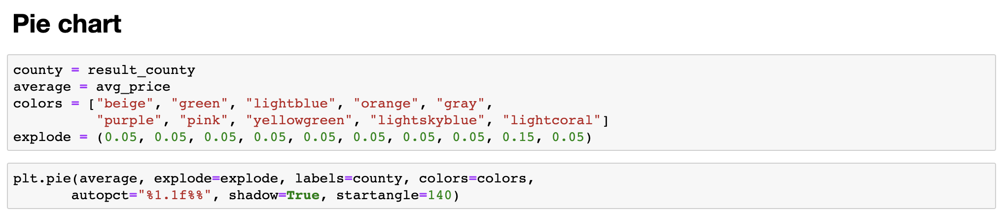 Pie chart
county = result_county
average = avg_price
colors = ["beige", "green", "lightblue", "orange", "gray",
          "purple", "pink", "yellowgreen", "lightskyblue", "lightcoral"]
explode = (0.05, 0.05, 0.05, 0.05, 0.05, 0.05, 0.05, 0.05, 0.15, 0.05)
plt.pie(average, explode=explode, labels=county, colors=colors,
       autopct="%1.1f%%", shadow=True, startangle=140)